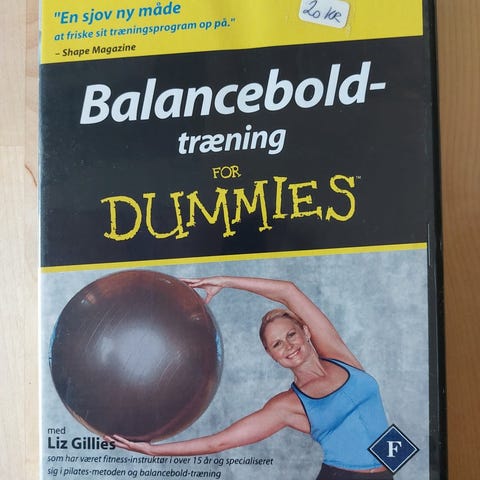 "En sjov ny måde
at friske sit træningsprogram op på."
– Shape Magazine
20 kr
Balancebold-
træning
FOR
DUMMIES™
med
Liz Gillies
som har været fitness-instruktør i over 15 år og specialiseret
sig i pilates-metoden og balancebold-træning
F